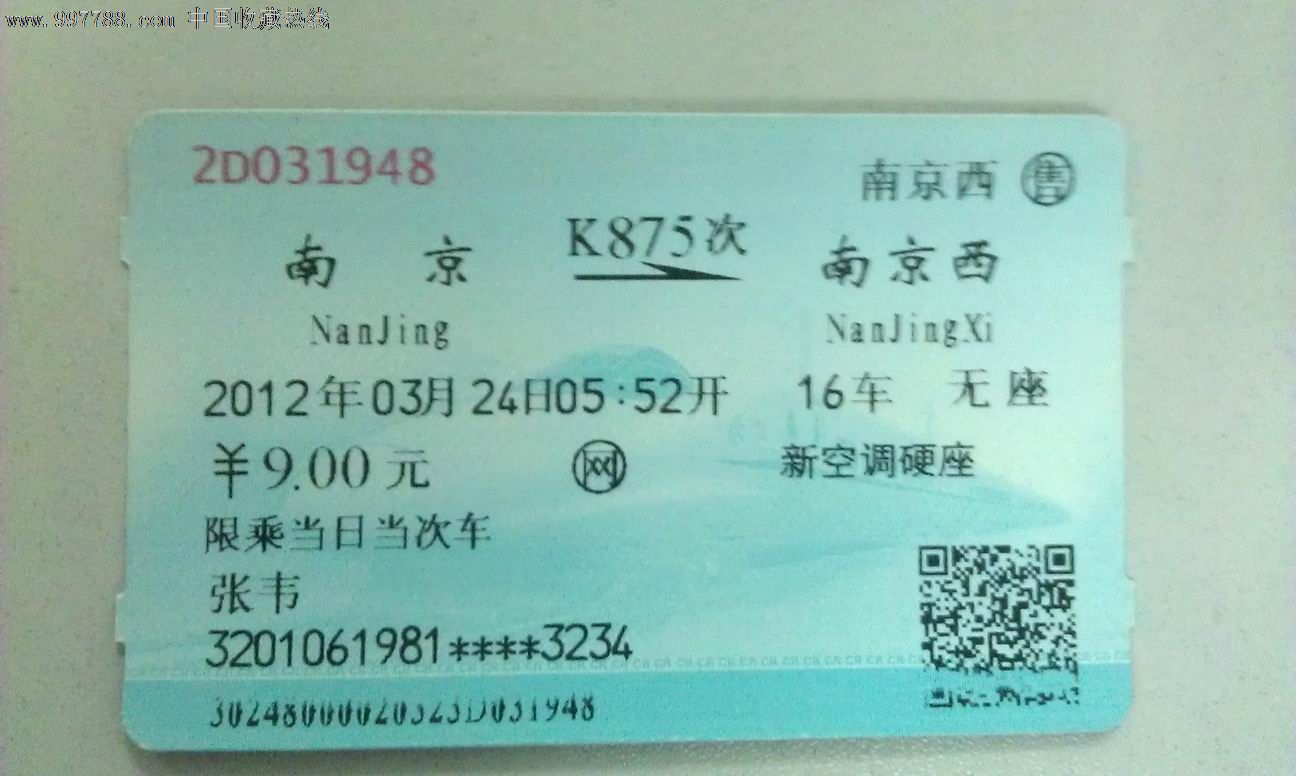 www.997788.com 中国收藏热线
2D031948
南京西 售
南京 K875次 南京西
NanJing NanJingXi
2012年03月24日05:52开 16车 无座
¥9.00元 网 新空调硬座
限乘当日当次车
张韦
3201061981****3234
30248000020323D031948